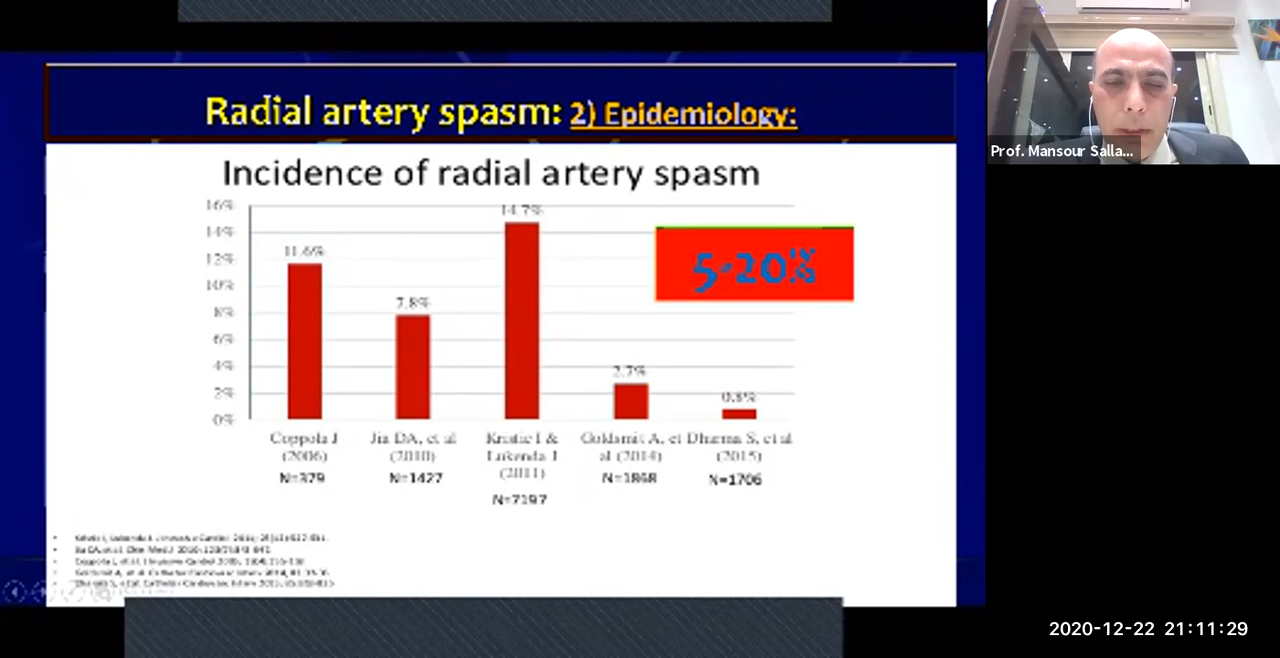 Radial artery spasm: 2) Epidemiology:
Incidence of radial artery spasm
5-20%
16%
14%
12%
10%
8%
6%
4%
2%
0%
11.6%
7.8%
14.7%
2.7%
0.8%
Coppola J
(2006)
N=379
Jia DA, et al
(2010)
N=1427
Kristic I &
Lukenda J
(2011)
N=7197
Goldsmit A, et
al (2014)
N=1868
Dharma S, et al
(2015)
N=1706
Prof. Mansour Salla...
2020-12-22 21:11:29